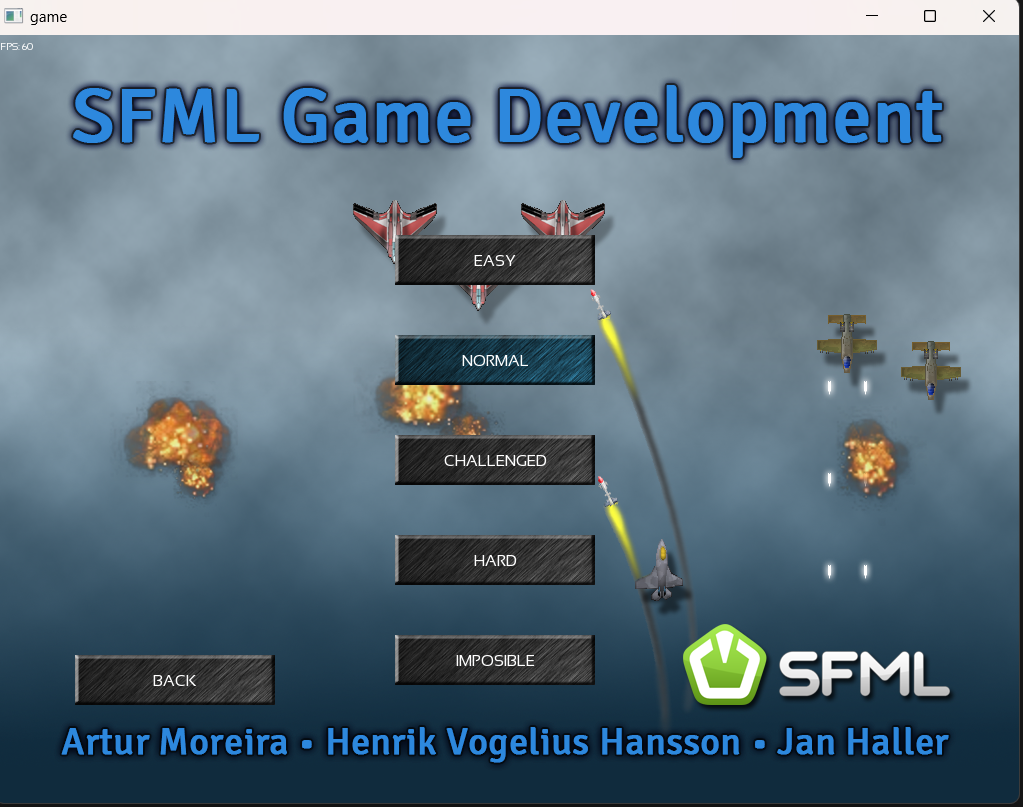 game
FPS: 60
SFML Game Development
EASY
NORMAL
CHALLENGED
HARD
IMPOSIBLE
BACK
SFML
Artur Moreira • Henrik Vogelius Hansson • Jan Haller